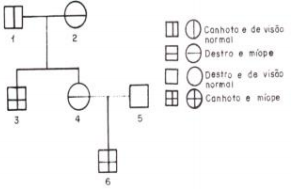 1
2
3
4
5
6
Canhoto e de visão
normal
Destro e míope
Destro e de visão
normal
Canhoto e míope